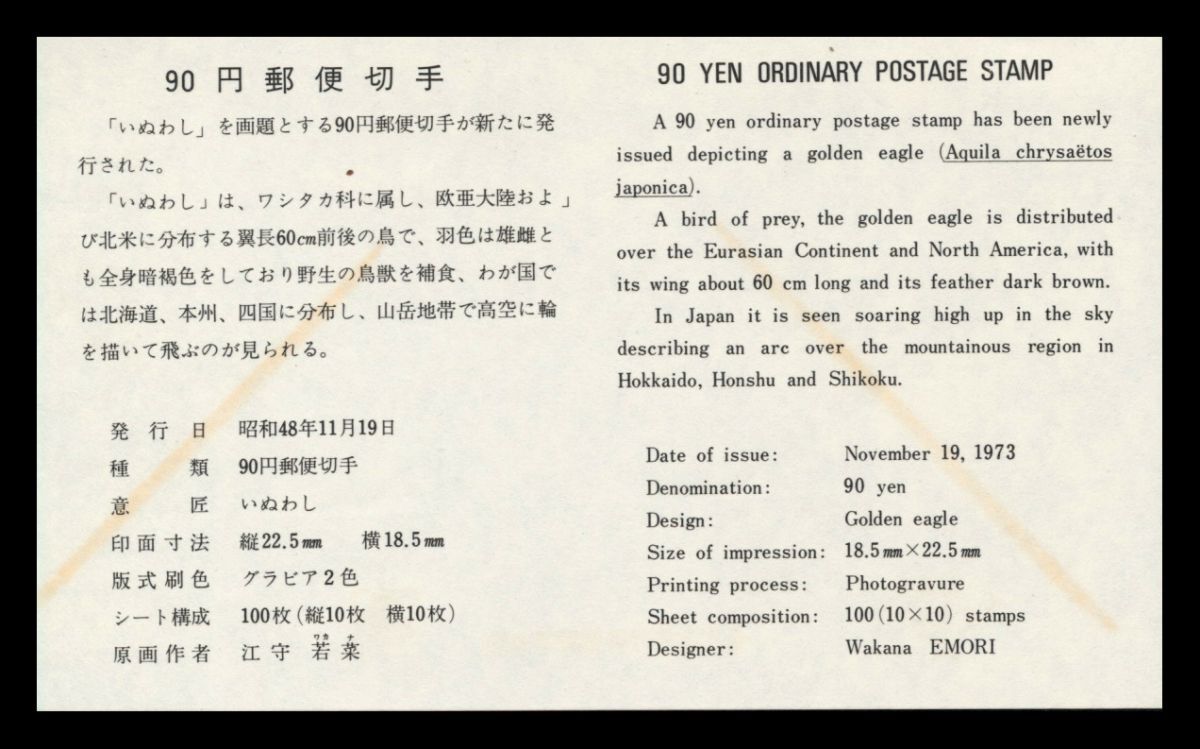 90 円 郵 便 切 手
「いぬわし」を画題とする90円郵便切手が新たに発
行された。
「いぬわし」は、ワシタカ科に属し、欧亜大陸およ」
び北米に分布する翼長60cm前後の鳥で、羽色は雄雌と
も全身暗褐色をしており野生の鳥獣を補食、わが国で
は北海道、本州、四国に分布し、山岳地帯で高空に輪
を描いて飛ぶのが見られる。
発 行 日 昭和48年11月19日
種 類 90円郵便切手
意 匠 いぬわし
印面寸法 縦22.5mm 横18.5mm
版式刷色 グラビア2色
シート構成 100枚(縦10枚 横10枚)
ワカ ナ
原画作者 江守 若菜
90 YEN ORDINARY POSTAGE STAMP
A 90 yen ordinary postage stamp has been newly
issued depicting a golden eagle (Aquila chrysaëtos
japonica).
A bird of prey, the golden eagle is distributed
over the Eurasian Continent and North America, with
its wing about 60 cm long and its feather dark brown.
In Japan it is seen soaring high up in the sky
describing an arc over the mountainous region in
Hokkaido, Honshu and Shikoku.
Date of issue: November 19, 1973
Denomination: 90 yen
Design: Golden eagle
Size of impression: 18.5mm×22.5mm
Printing process: Photogravure
Sheet composition: 100(10×10) stamps
Designer: Wakana EMORI